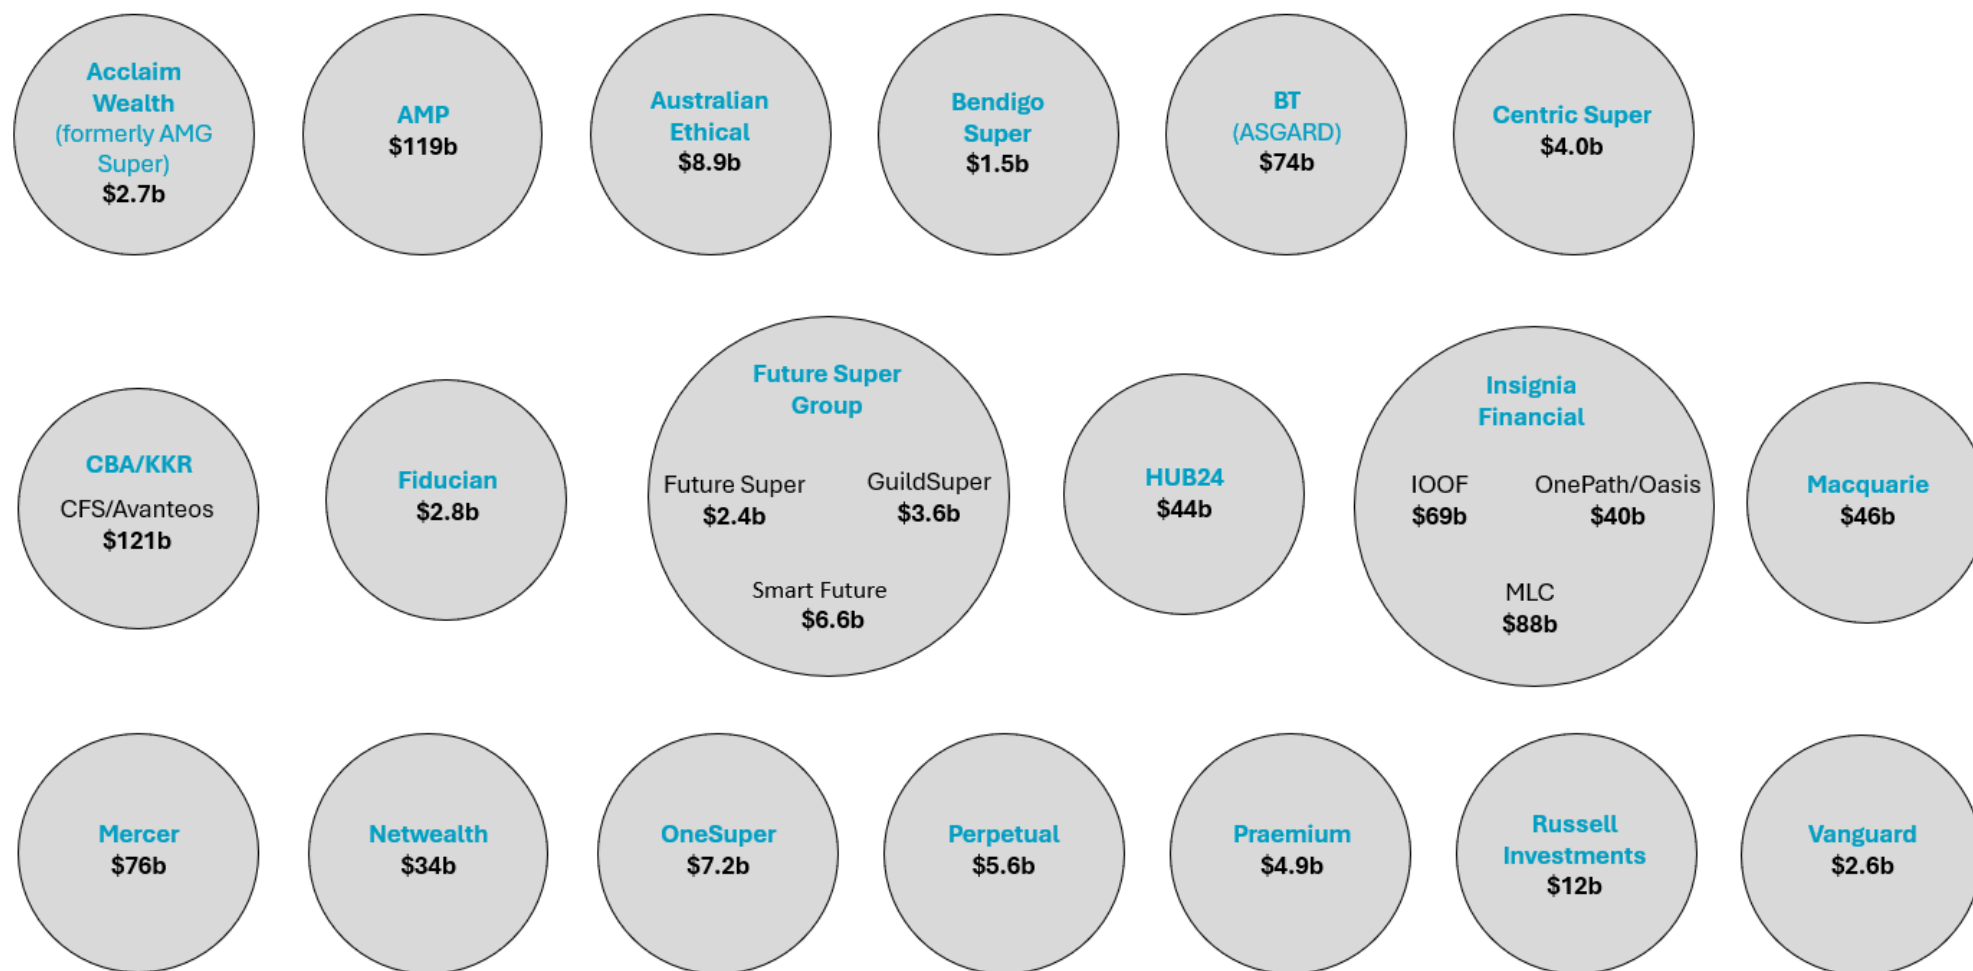 Acclaim
Wealth
(formerly AMG
Super)
$2.7b
AMP
$119b
Australian
Ethical
$8.9b
Bendigo
Super
$1.5b
BT
(ASGARD)
$74b
Centric Super
$4.0b
CBA/KKR
CFS/Avanteos
$121b
Fiducian
$2.8b
Future Super
Group
Future Super
$2.4b
GuildSuper
$3.6b
Smart Future
$6.6b
HUB24
$44b
Insignia
Financial
IOOF
$69b
OnePath/Oasis
$40b
MLC
$88b
Macquarie
$46b
Mercer
$76b
Netwealth
$34b
OneSuper
$7.2b
Perpetual
$5.6b
Praemium
$4.9b
Russell
Investments
$12b
Vanguard
$2.6b